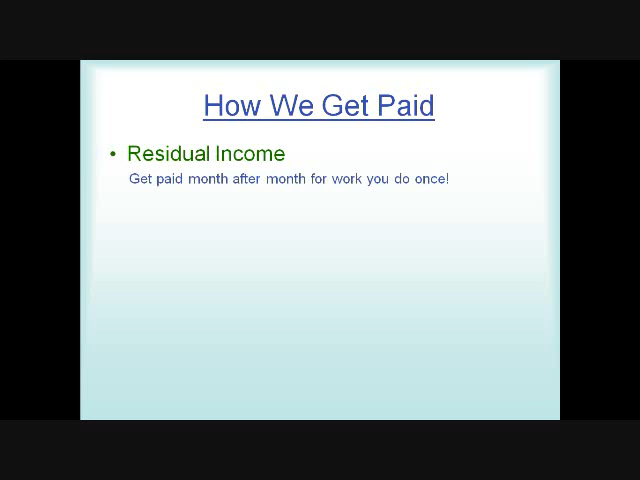 How We Get Paid
• Residual Income
Get paid month after month for work you do once!